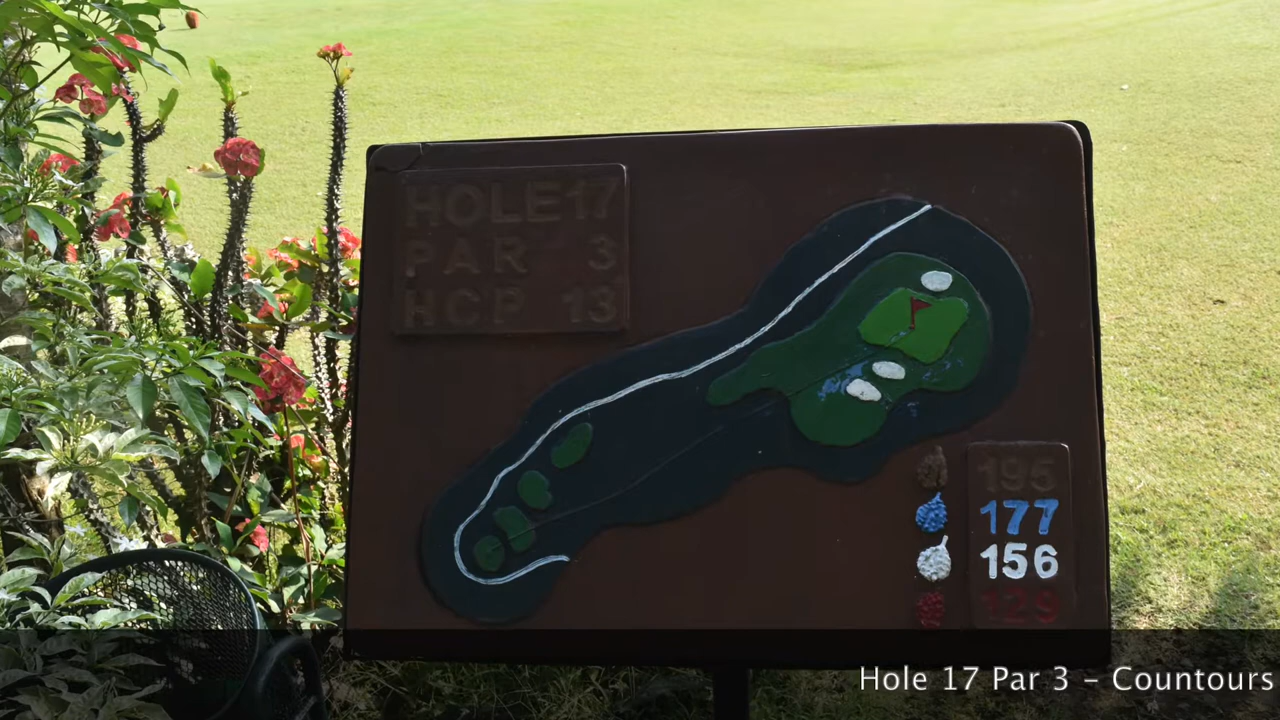 HOLE 17
PAR 3
HCP 13
195
177
156
129
Hole 17 Par 3 - Countours